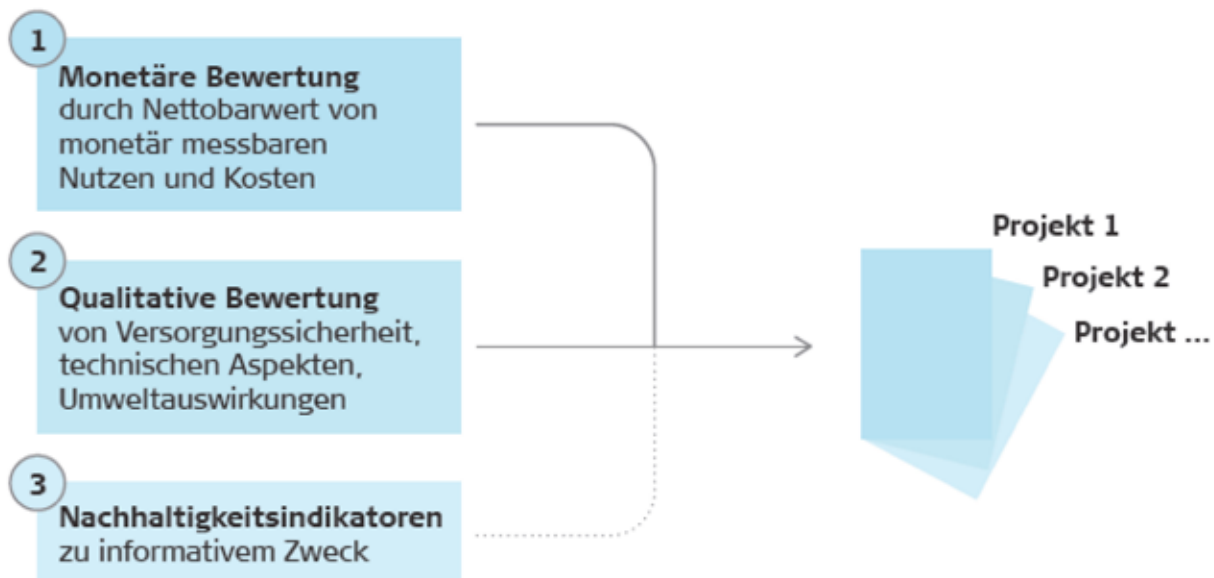 1
Monetäre Bewertung
durch Nettobarwert von
monetär messbaren
Nutzen und Kosten
2
Qualitative Bewertung
von Versorgungssicherheit,
technischen Aspekten,
Umweltauswirkungen
3
Nachhaltigkeitsindikatoren
zu informativem Zweck
Projekt 1
Projekt 2
Projekt ...